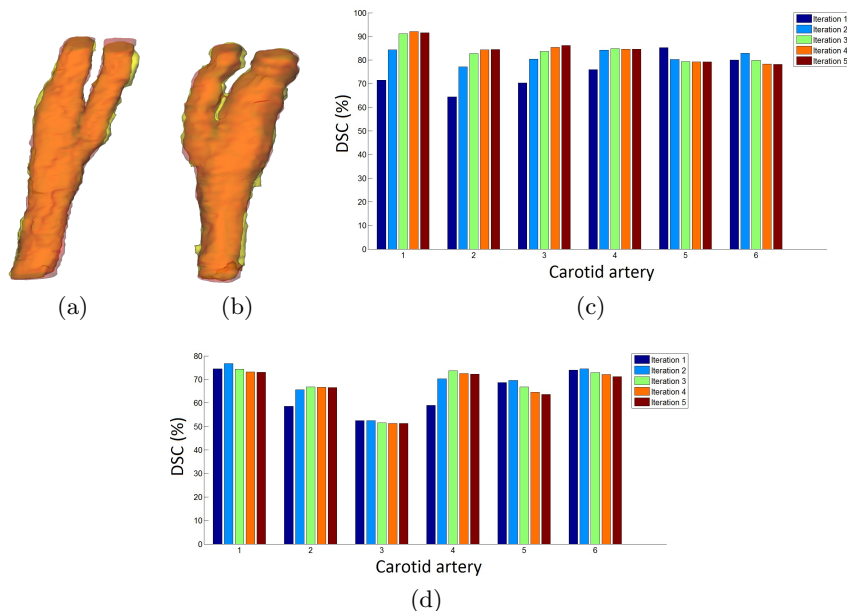 100
90
80
70
60
50
40
30
20
10
0
DSC (%)
1 2 3 4 5 6
Carotid artery
Iteration 1
Iteration 2
Iteration 3
Iteration 4
Iteration 5
(a) (b) (c)
80
70
60
50
40
30
20
10
0
DSC (%)
1 2 3 4 5 6
Carotid artery
Iteration 1
Iteration 2
Iteration 3
Iteration 4
Iteration 5
(d)